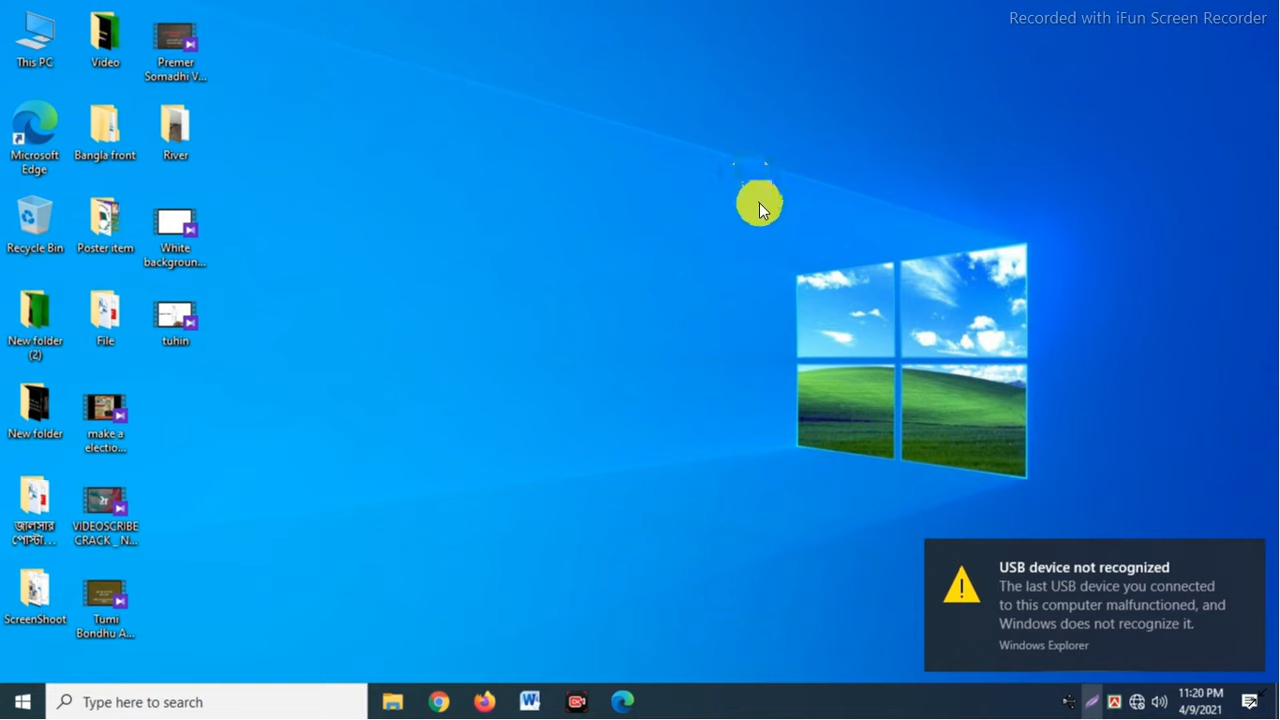 Recorded with iFun Screen Recorder
This PC
Video
Premer
Somadhi V...
Microsoft
Edge
Bangla front
River
Recycle Bin
Poster item
White
backgroun...
New folder
(2)
File
tuhin
New folder
make a
electio...
জালসার
পোস্টা...
VIDEOSCRIBE
CRACK _ N...
ScreenShoot
Tumi
Bondhu A...
USB device not recognized
The last USB device you connected
to this computer malfunctioned, and
Windows does not recognize it.
Windows Explorer
Type here to search
11:20 PM
4/9/2021